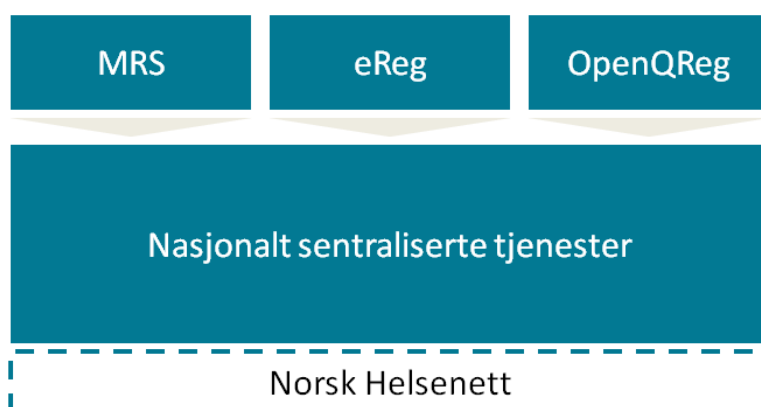 MRS
eReg
OpenQReg
Nasjonalt sentraliserte tjenester
Norsk Helsenett